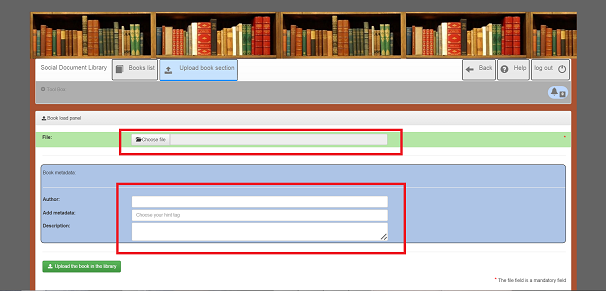 Social Document Library Books list Upload book section Back Help log out
Book load panel
File: Choose file *
Book metadata:
Author:
Add metadata: Choose your hint tag
Description:
Upload the book in the library
* The file field is a mandatory field